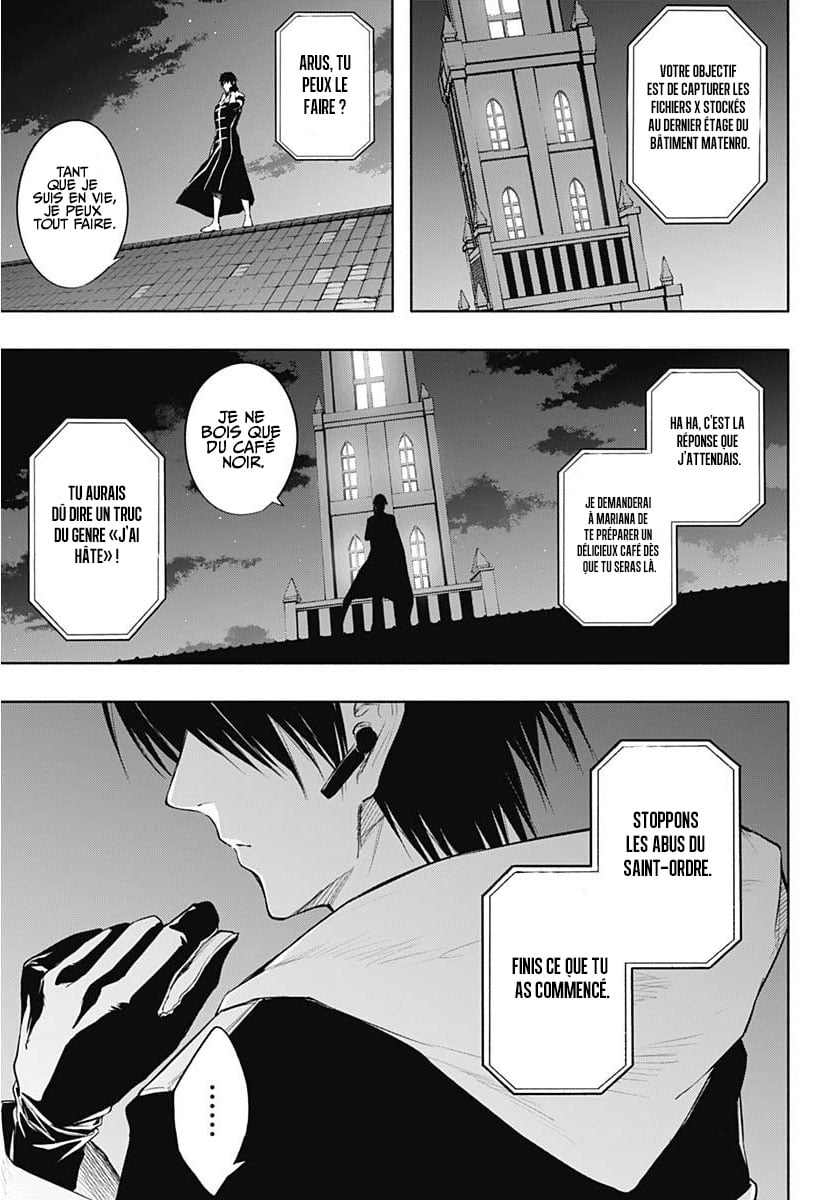 VOTRE OBJECTIF
EST DE CAPTURER LES
FICHIERS X STOCKÉS
AU DERNIER ÉTAGE DU
BÂTIMENT MATENRO.
ARUS, TU
PEUX LE
FAIRE ?
TANT
QUE JE
SUIS EN VIE,
JE PEUX
TOUT FAIRE.
HA HA, C'EST LA
RÉPONSE QUE
J'ATTENDAIS.
JE DEMANDERAI
À MARIANA DE
TE PRÉPARER UN
DÉLICIEUX CAFÉ DÈS
QUE TU SERAS LÀ.
JE NE
BOIS QUE
DU CAFÉ
NOIR.
TU AURAIS
DÛ DIRE UN TRUC
DU GENRE «J'AI
HÂTE» !
STOPPONS
LES ABUS DU
SAINT-ORDRE.
FINIS CE QUE TU
AS COMMENCÉ.
......